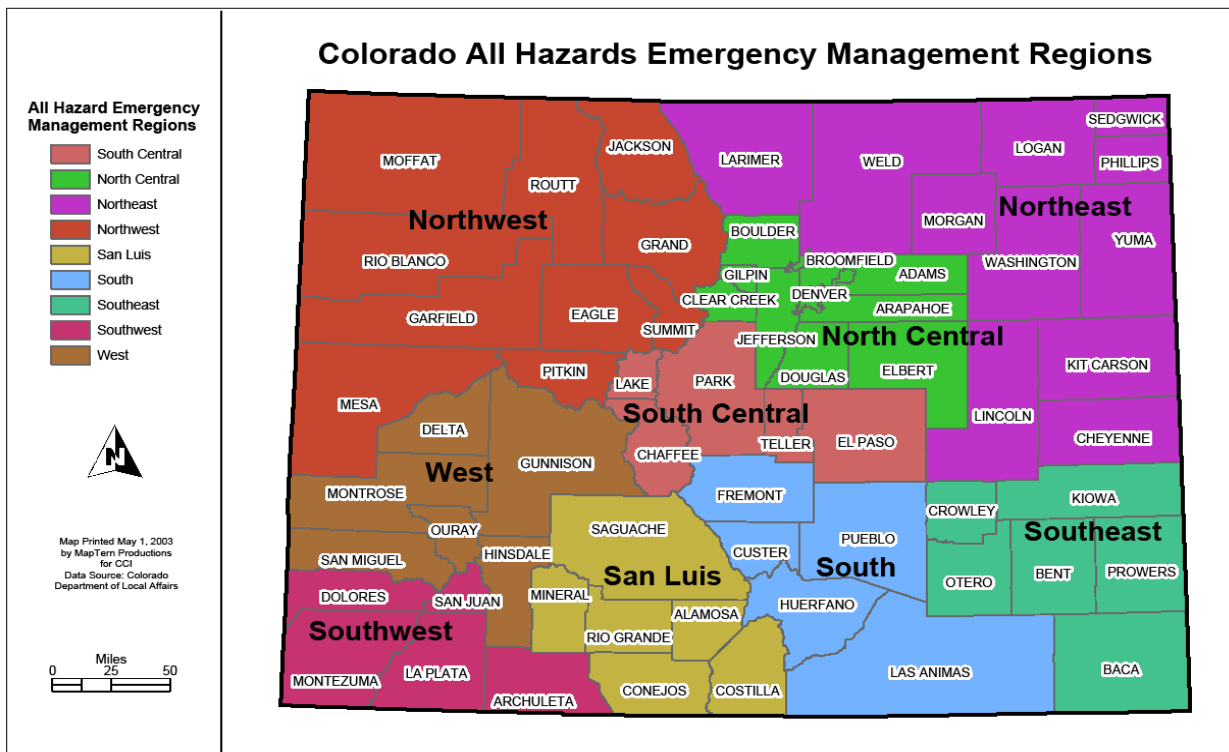 Colorado All Hazards Emergency Management Regions
All Hazard Emergency
Management Regions
South Central
North Central
Northeast
Northwest
San Luis
South
Southeast
Southwest
West
N
Map Printed May 1, 2003
by MapTern Productions
for CCI
Data Source: Colorado
Department of Local Affairs
Miles
0 25 50
SEDGWICK
JACKSON
LOGAN
MOFFAT
LARIMER
WELD
PHILLIPS
ROUTT
Northwest
Northeast
MORGAN
BOULDER
YUMA
GRAND
RIO BLANCO
BROOMFIELD
WASHINGTON
GILPIN
ADAMS
CLEAR CREEK
DENVER
ARAPAHOE
EAGLE
GARFIELD
SUMMIT
JEFFERSON
North Central
KIT CARSON
PITKIN
LAKE
PARK
DOUGLAS
ELBERT
MESA
South Central
LINCOLN
DELTA
TELLER
EL PASO
CHEYENNE
CHAFFEE
GUNNISON
West
MONTROSE
FREMONT
KIOWA
CROWLEY
OURAY
SAGUACHE
Southeast
PUEBLO
HINSDALE
CUSTER
SAN MIGUEL
South
BENT
PROWERS
San Luis
OTERO
DOLORES
SAN JUAN
MINERAL
HUERFANO
ALAMOSA
Southwest
RIO GRANDE
LA PLATA
LAS ANIMAS
BACA
MONTEZUMA
CONEJOS
COSTILLA
ARCHULETA